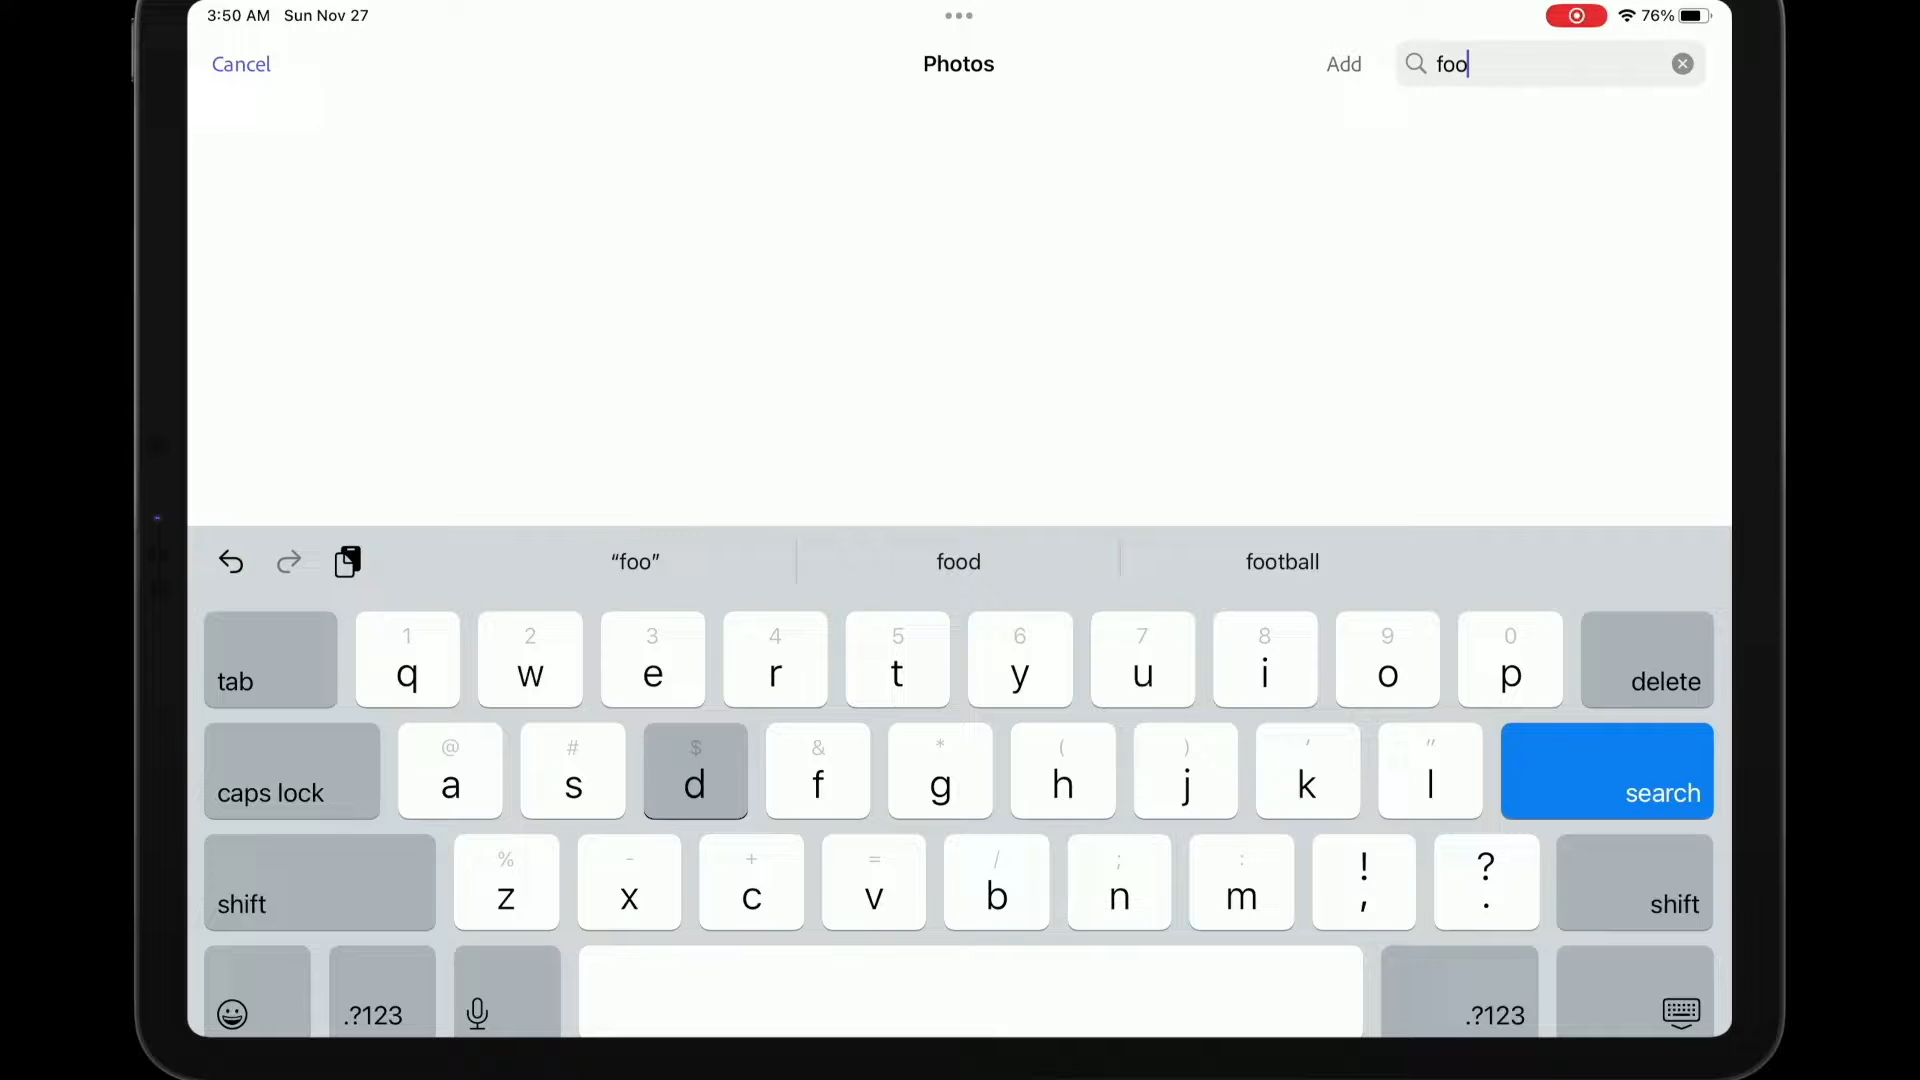 3:50 AM Sun Nov 27
76%
Cancel
Photos
Add
foo
“foo”
food
football
tab
1 2 3 4 5 6 7 8 9 0
q w e r t y u i o p
delete
caps lock
@ # $ & * ( ) ' "
a s d f g h j k l
search
shift
% - + = / ; : ! ?
z x c v b n m , .
shift
.?123
.?123